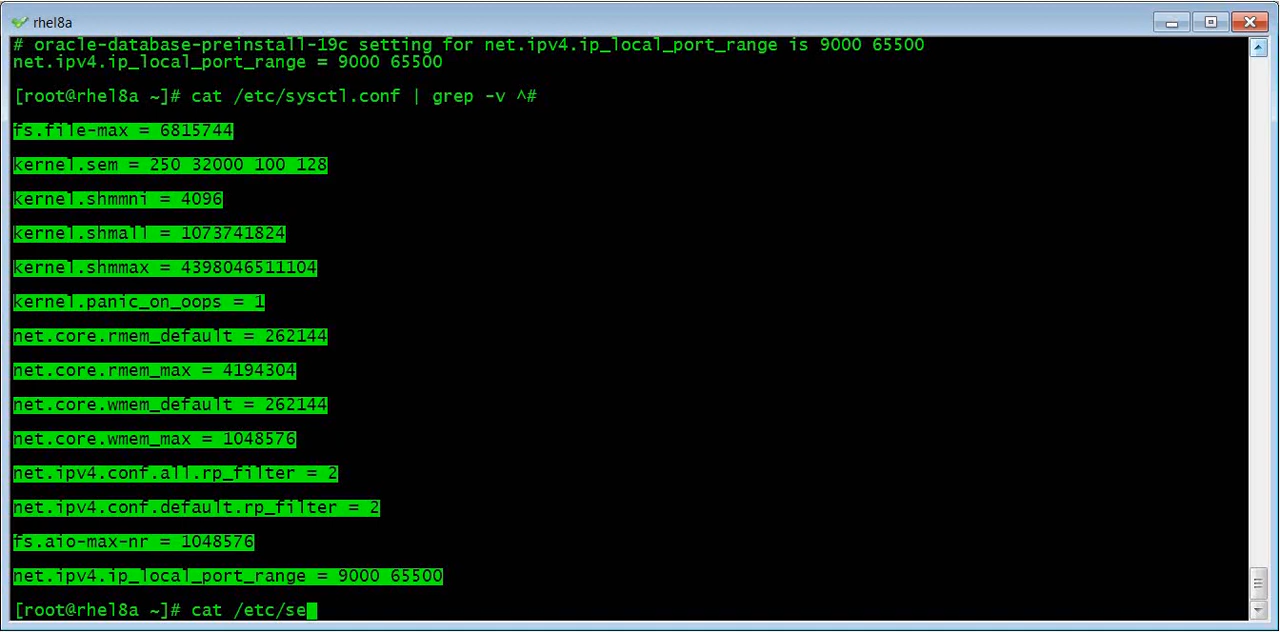 rhel8a
# oracle-database-preinstall-19c setting for net.ipv4.ip_local_port_range is 9000 65500
net.ipv4.ip_local_port_range = 9000 65500
[root@rhel8a ~]# cat /etc/sysctl.conf | grep -v ^#
fs.file-max = 6815744
kernel.sem = 250 32000 100 128
kernel.shmmni = 4096
kernel.shmall = 1073741824
kernel.shmmax = 4398046511104
kernel.panic_on_oops = 1
net.core.rmem_default = 262144
net.core.rmem_max = 4194304
net.core.wmem_default = 262144
net.core.wmem_max = 1048576
net.ipv4.conf.all.rp_filter = 2
net.ipv4.conf.default.rp_filter = 2
fs.aio-max-nr = 1048576
net.ipv4.ip_local_port_range = 9000 65500
[root@rhel8a ~]# cat /etc/se